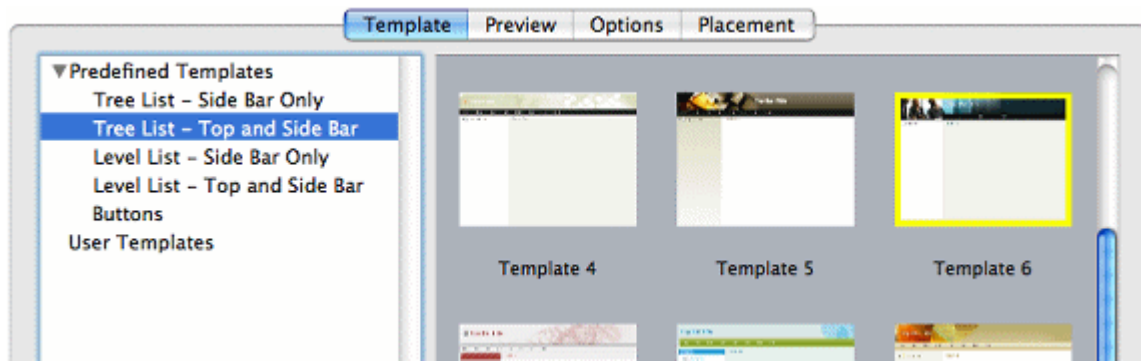 Template Preview Options Placement
Predefined Templates
Tree List – Side Bar Only
Tree List – Top and Side Bar
Level List – Side Bar Only
Level List – Top and Side Bar
Buttons
User Templates
Template 4 Template 5 Template 6